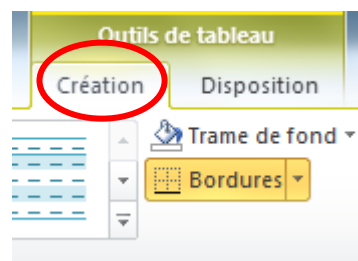 Outils de tableau
Création Disposition
Trame de fond
Bordures